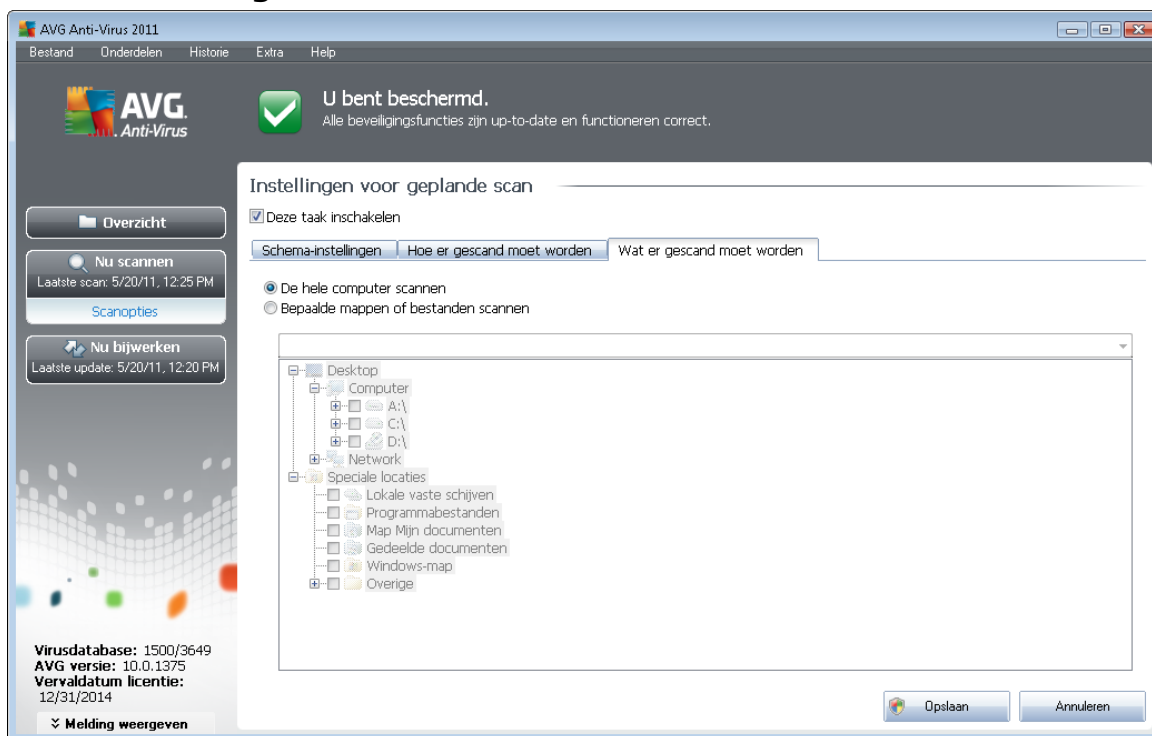 AVG Anti-Virus 2011
Bestand Onderdelen Historie Extra Help
AVG.
Anti-Virus
U bent beschermd.
Alle beveiligingsfuncties zijn up-to-date en functioneren correct.
Overzicht
Nu scannen
Laatste scan: 5/20/11, 12:25 PM
Scanopties
Nu bijwerken
Laatste update: 5/20/11, 12:20 PM
Virusdatabase: 1500/3649
AVG versie: 10.0.1375
Vervaldatum licentie:
12/31/2014
Melding weergeven
Instellingen voor geplande scan
Deze taak inschakelen
Schema-instellingen Hoe er gescand moet worden Wat er gescand moet worden
De hele computer scannen
Bepaalde mappen of bestanden scannen
Desktop
Computer
A:\
C:\
D:\
Network
Speciale locaties
Lokale vaste schijven
Programmabestanden
Map Mijn documenten
Gedeelde documenten
Windows-map
Overige
Opslaan Annuleren